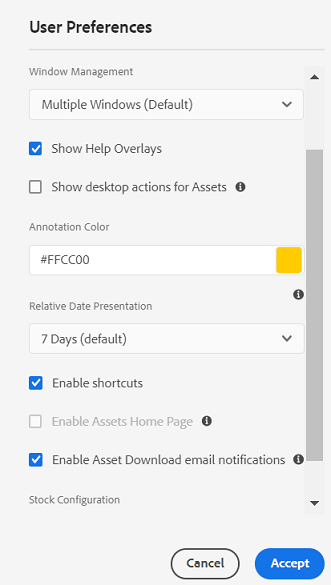 User Preferences
Window Management
Multiple Windows (Default)
Show Help Overlays
Show desktop actions for Assets
Annotation Color
#FFCC00
Relative Date Presentation
7 Days (default)
Enable shortcuts
Enable Assets Home Page
Enable Asset Download email notifications
Stock Configuration
Cancel Accept